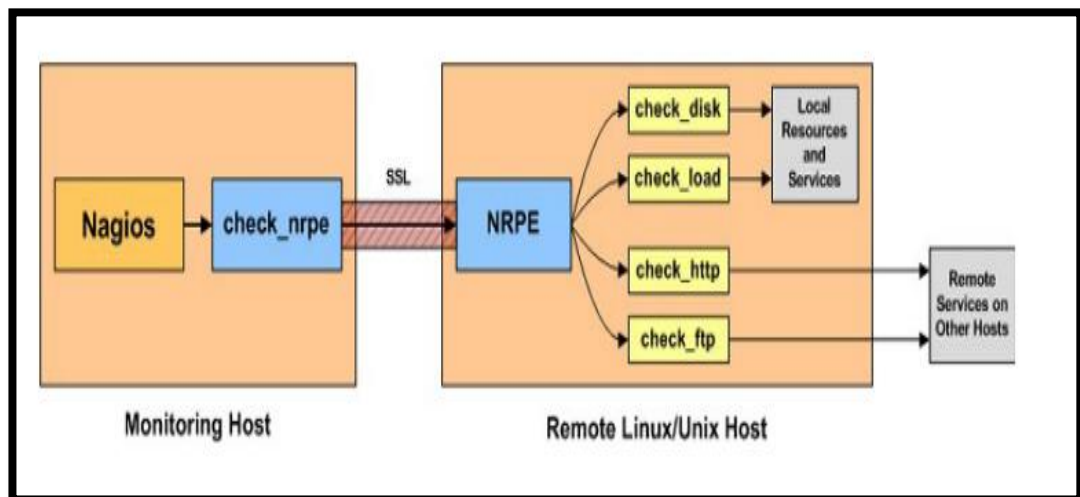 Nagios
check_nrpe
SSL
NRPE
check_disk
check_load
check_http
check_ftp
Local
Resources
and
Services
Remote
Services on
Other Hosts
Monitoring Host
Remote Linux/Unix Host